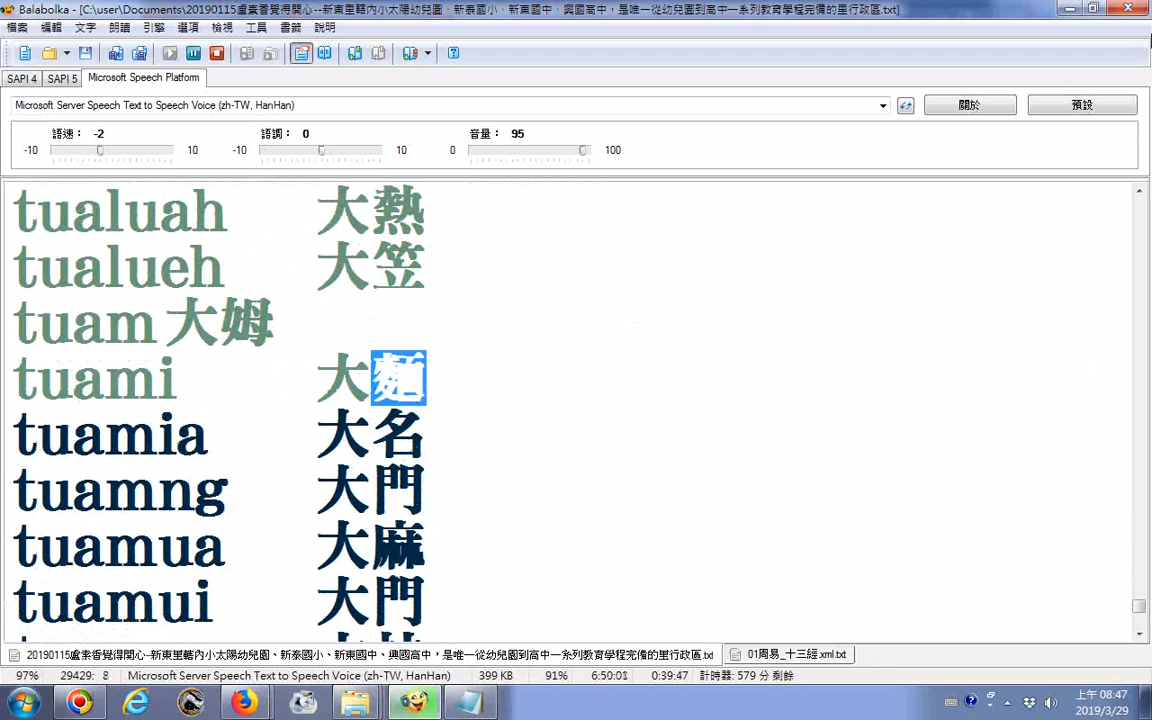 Balabolka - [C:\user\Documents\20190115盧素香覺得開心--新東里轄內小太陽幼兒園、新泰國小、新東國中、興國高中，是唯一從幼兒園到高中一系列教育學程完備的里行政區.txt]
檔案 編輯 文字 朗讀 引擎 選項 檢視 工具 書籤 說明
SAPI 4 SAPI 5 Microsoft Speech Platform
Microsoft Server Speech Text to Speech Voice (zh-TW, HanHan) 關於 預設
語速： -2 語調： 0 音量： 95
-10 10 -10 10 0 100
tualuah 大熱
tualueh 大笠
tuam 大姆
tuami 大麵
tuamia 大名
tuamng 大門
tuamua 大麻
tuamui 大門
20190115盧素香覺得開心--新東里轄內小太陽幼兒園、新泰國小、新東國中、興國高中，是唯一從幼兒園到高中一系列教育學程完備的里行政區.txt 01周易_十三經.xml.txt
97% 29429: 8 Microsoft Server Speech Text to Speech Voice (zh-TW, HanHan) 399 KB 91% 6:50:01 0:39:47 計時器: 579 分 剩餘
上午 08:47
2019/3/29